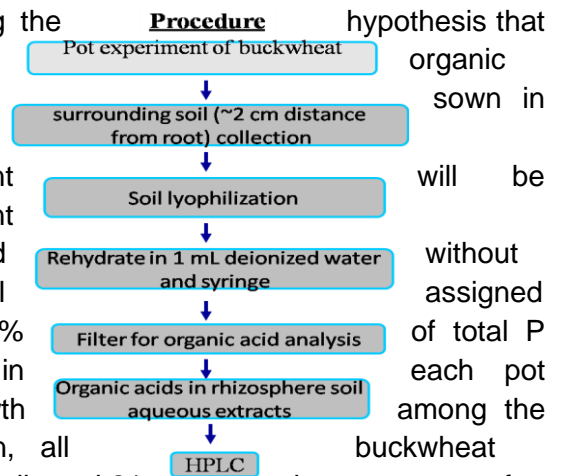 g the Procedure hypothesis that
Pot experiment of buckwheat organic
sown in
surrounding soil (~2 cm distance
from root) collection
nt will be
Soil lyophilization
nt
d Rehydrate in 1 mL deionized water without
l and syringe assigned
% Filter for organic acid analysis of total P
in each pot
Organic acids in rhizosphere soil
th aqueous extracts among the
n, all buckwheat
HPLC